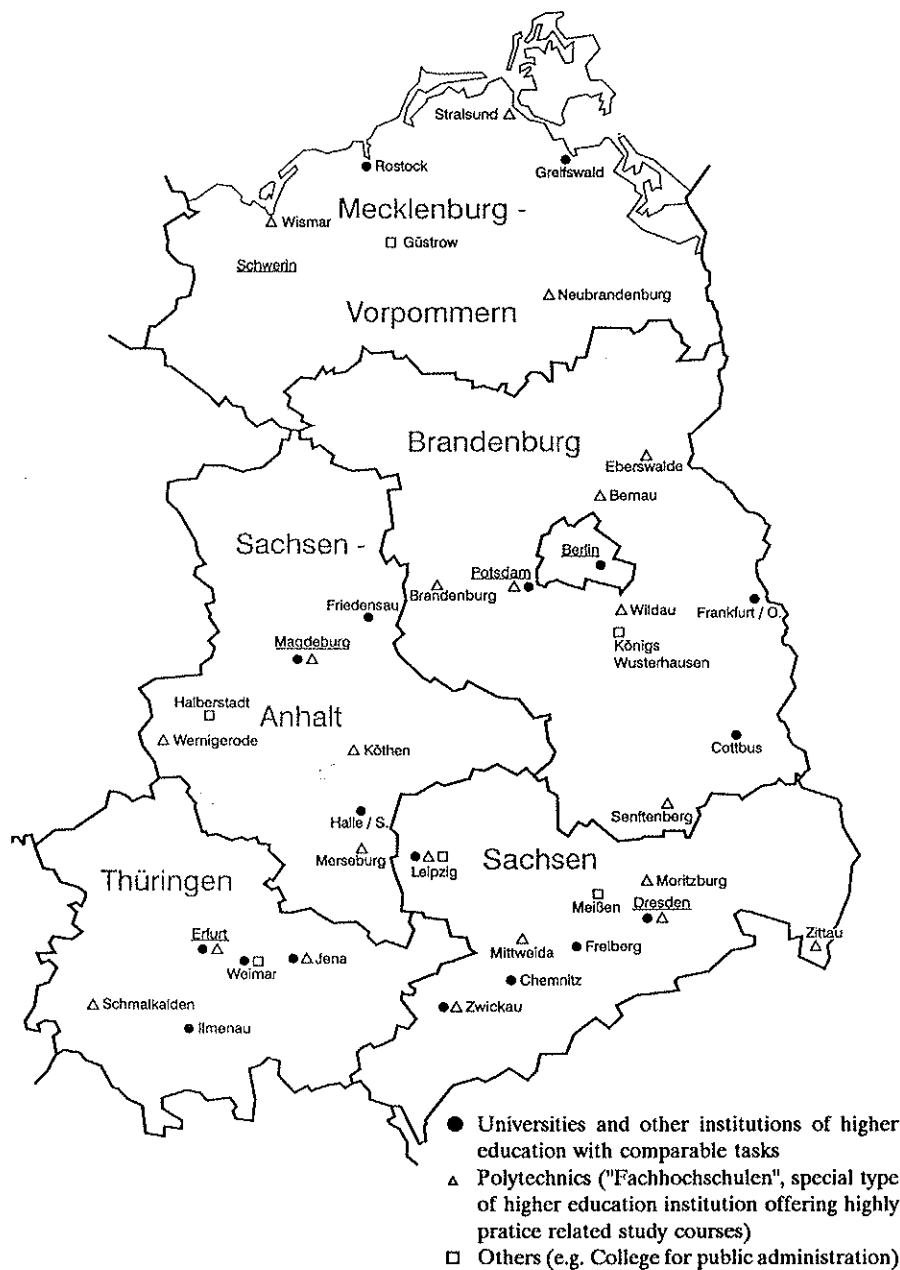 Stralsund
Rostock
Greifswald
Wismar
Mecklenburg -
Güstrow
Schwerin
Neubrandenburg
Vorpommern
Brandenburg
Eberswalde
Bernau
Sachsen -
Berlin
Potsdam
Brandenburg
Friedensau
Wildau
Frankfurt / O.
Magdeburg
Königs
Wusterhausen
Halberstadt
Anhalt
Wernigerode
Köthen
Cottbus
Halle / S.
Senftenberg
Merseburg
Leipzig
Sachsen
Thüringen
Moritzburg
Meißen
Dresden
Erfurt
Mittweida
Freiberg
Zittau
Weimar
Jena
Chemnitz
Schmalkalden
Zwickau
Ilmenau
Universities and other institutions of higher
education with comparable tasks
Polytechnics ("Fachhochschulen", special type
of higher education institution offering highly
pratice related study courses)
Others (e.g. College for public administration)